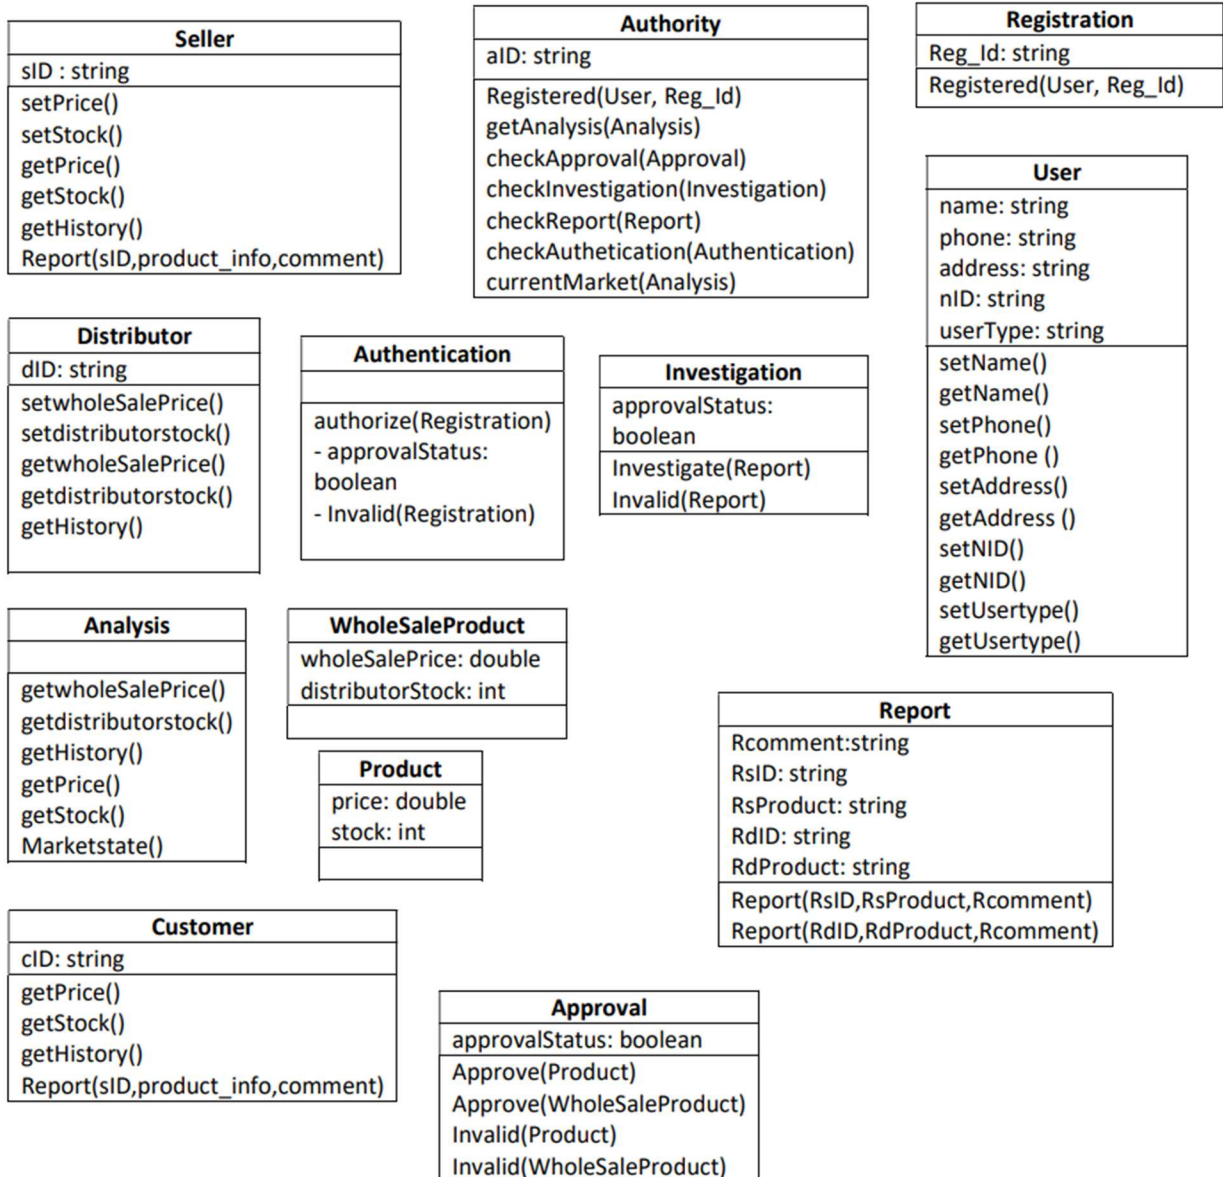 Seller
sID : string
setPrice()
setStock()
getPrice()
getStock()
getHistory()
Report(sID,product_info,comment)
Authority
aID: string
Registered(User, Reg_Id)
getAnalysis(Analysis)
checkApproval(Approval)
checkInvestigation(Investigation)
checkReport(Report)
checkAuthetication(Authentication)
currentMarket(Analysis)
Registration
Reg_Id: string
Registered(User, Reg_Id)
User
name: string
phone: string
address: string
nID: string
userType: string
setName()
getName()
setPhone()
getPhone ()
setAddress()
getAddress ()
setNID()
getNID()
setUsertype()
getUsertype()
Distributor
dID: string
setwholeSalePrice()
setdistributorstock()
getwholeSalePrice()
getdistributorstock()
getHistory()
Authentication
authorize(Registration)
- approvalStatus:
boolean
- Invalid(Registration)
Investigation
approvalStatus:
boolean
Investigate(Report)
Invalid(Report)
Analysis
getwholeSalePrice()
getdistributorstock()
getHistory()
getPrice()
getStock()
Marketstate()
WholeSaleProduct
wholeSalePrice: double
distributorStock: int
Product
price: double
stock: int
Report
Rcomment:string
RsID: string
RsProduct: string
RdID: string
RdProduct: string
Report(RsID,RsProduct,Rcomment)
Report(RdID,RdProduct,Rcomment)
Customer
cID: string
getPrice()
getStock()
getHistory()
Report(sID,product_info,comment)
Approval
approvalStatus: boolean
Approve(Product)
Approve(WholeSaleProduct)
Invalid(Product)
Invalid(WholeSaleProduct)